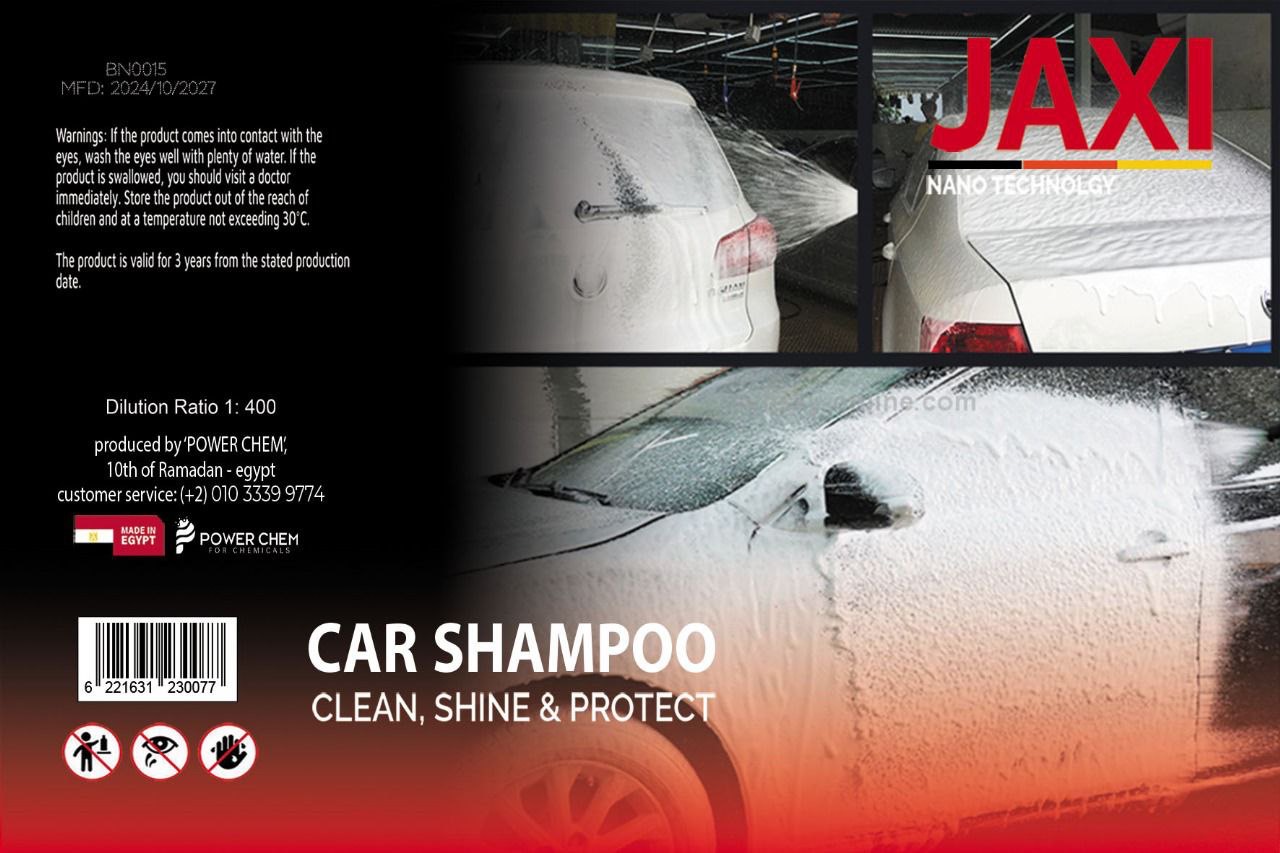 BN0015
MFD: 2024/10/2027
Warnings: If the product comes into contact with the
eyes, wash the eyes well with plenty of water. If the
product is swallowed, you should visit a doctor
immediately. Store the product out of the reach of
children and at a temperature not exceeding 30°C.
The product is valid for 3 years from the stated production
date.
Dilution Ratio 1: 400
produced by ‘POWER CHEM’,
10th of Ramadan - egypt
customer service: (+2) 010 3339 9774
MADE IN
EGYPT
POWER CHEM
FOR CHEMICALS
6 221631 230077
JAXI
NANO TECHNOLGY
CAR SHAMPOO
CLEAN, SHINE & PROTECT